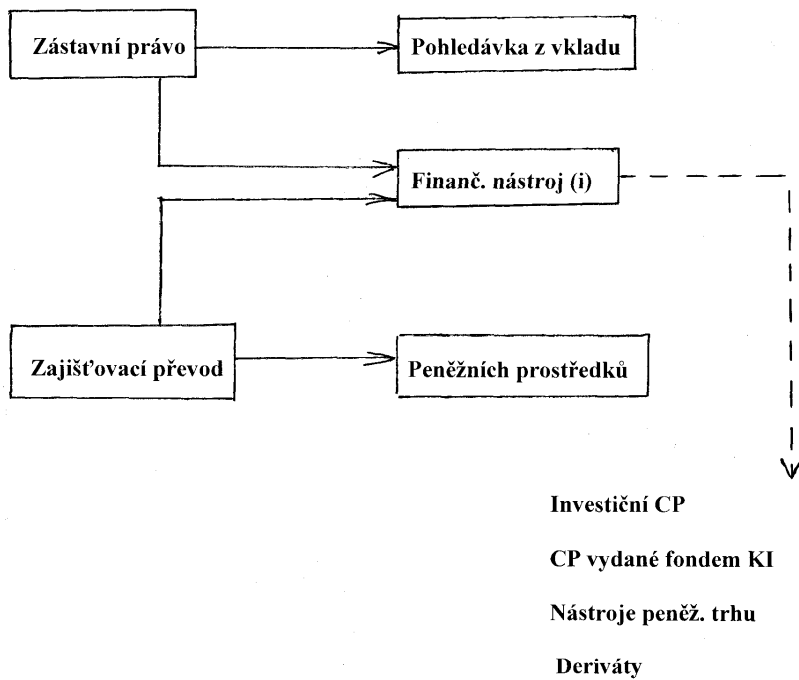 Zástavní právo
Pohledávka z vkladu
Finanč. nástroj (i)
Zajišťovací převod
Peněžních prostředků
Investiční CP
CP vydané fondem KI
Nástroje peněž. trhu
Deriváty